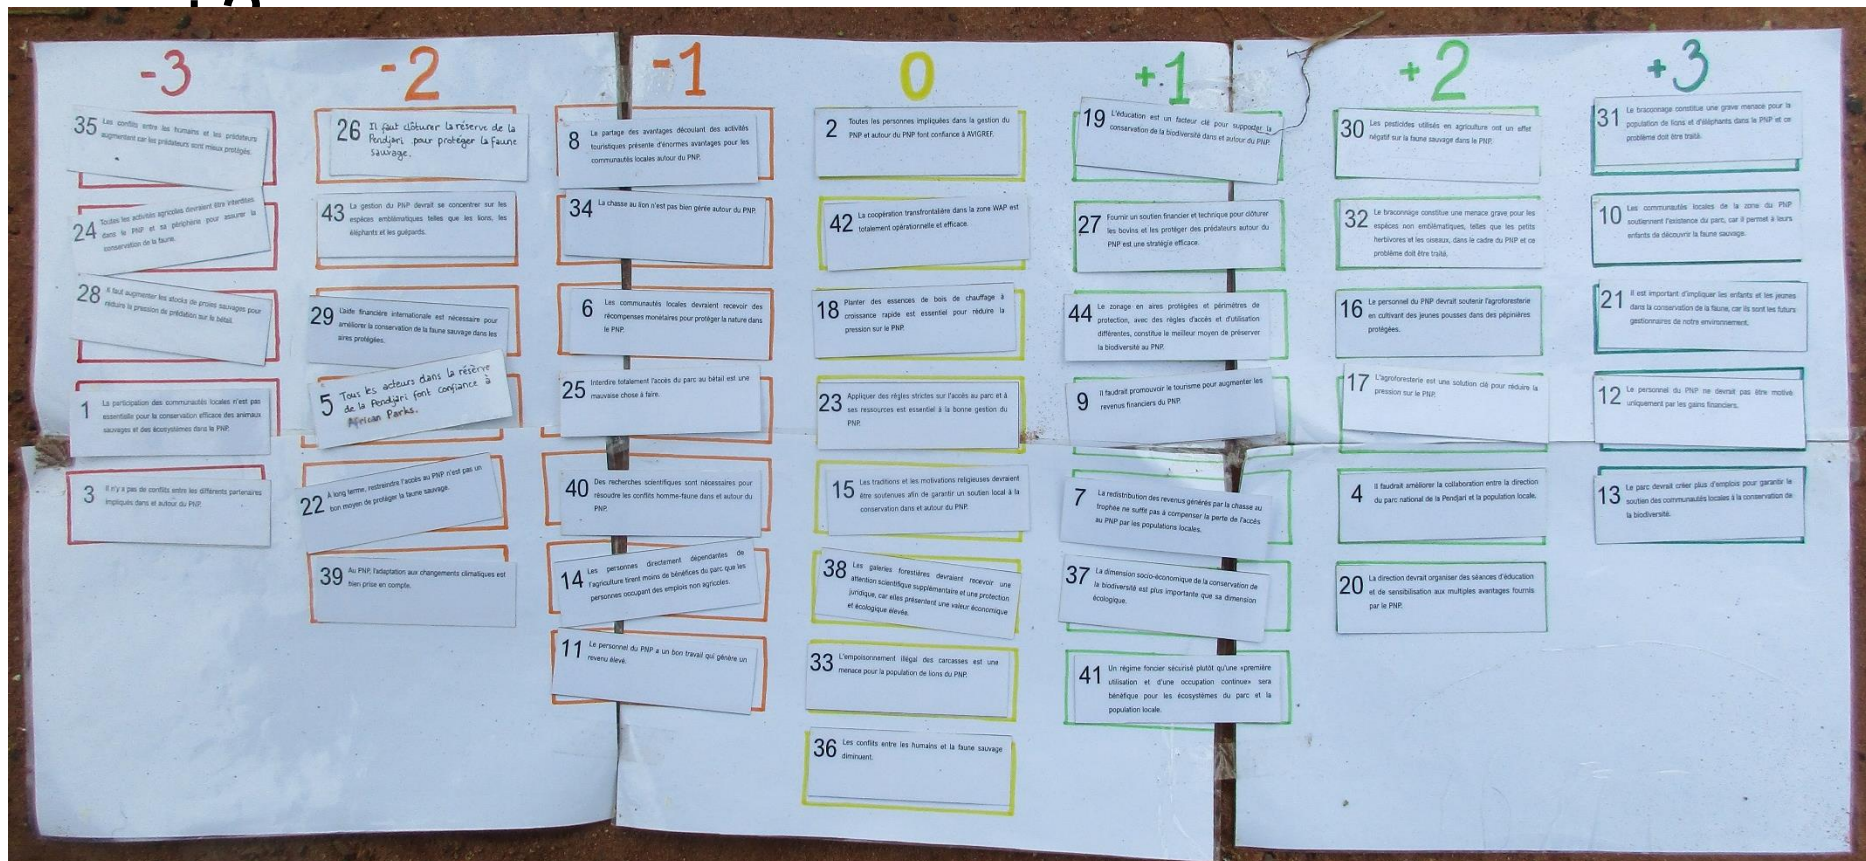 -3
35 Les conflits entre les humains et les prédateurs
augmentent car les prédateurs sont mieux protégés.
24 Toutes les activités agricoles devraient être interdites
dans le PNP et sa périphérie pour assurer la
conservation de la faune.
28 Il faut augmenter les stocks de proies sauvages pour
réduire la pression de prédation sur le bétail.
1 La participation des communautés locales n'est pas
essentielle pour la conservation efficace des animaux
sauvages et des écosystèmes dans le PNP.
3 Il n'y a pas de conflits entre les différents partenaires
impliqués dans et autour du PNP.
-2
26 Il faut clôturer la réserve de la
Pendjari pour protéger la faune
sauvage.
43 La gestion du PNP devrait se concentrer sur les
espèces emblématiques telles que les lions, les
éléphants et les guépards.
29 L'aide financière internationale est nécessaire pour
améliorer la conservation de la faune sauvage dans les
aires protégées.
5 Tous les acteurs dans la résérve
de la Pendjari font confiance à
African Parks.
22 À long terme, restreindre l'accès au PNP n'est pas un
bon moyen de protéger la faune sauvage.
39 Au PNP, l'adaptation aux changements climatiques est
bien prise en compte.
-1
8 Le partage des avantages découlant des activités
touristiques présente d'énormes avantages pour les
communautés locales autour du PNP.
34 La chasse au lion n'est pas bien gérée autour du PNP.
6 Les communautés locales devraient recevoir des
récompenses monétaires pour protéger la nature dans
le PNP.
25 Interdire totalement l'accès du parc au bétail est une
mauvaise chose à faire.
40 Des recherches scientifiques sont nécessaires pour
résoudre les conflits homme-faune dans et autour du
PNP.
14 Les personnes directement dépendantes de
l'agriculture tirent moins de bénéfices du parc que les
personnes occupant des emplois non agricoles.
11 Le personnel du PNP a un bon travail qui génère un
revenu élevé.
0
2 Toutes les personnes impliquées dans la gestion du
PNP et autour du PNP font confiance à AVIGREF.
42 La coopération transfrontalière dans la zone WAP est
totalement opérationnelle et efficace.
18 Planter des essences de bois de chauffage à
croissance rapide est essentiel pour réduire la
pression sur le PNP.
23 Appliquer des règles strictes sur l'accès au parc et à
ses ressources est essentiel à la bonne gestion du
PNP.
15 Les traditions et les motivations religieuses devraient
être soutenues afin de garantir un soutien local à la
conservation dans et autour du PNP.
38 Les galeries forestières devraient recevoir une
attention scientifique supplémentaire et une protection
juridique, car elles présentent une valeur économique
et écologique élevée.
33 L'empoisonnement illégal des carcasses est une
menace pour la population de lions du PNP.
36 Les conflits entre les humains et la faune sauvage
diminuent.
+1
19 L'éducation est un facteur clé pour supporter la
conservation de la biodiversité dans et autour du PNP.
27 Fournir un soutien financier et technique pour clôturer
les bovins et les protéger des prédateurs autour du
PNP est une stratégie efficace.
44 Le zonage en aires protégées et périmètres de
protection, avec des règles d'accès et d'utilisation
différentes, constitue le meilleur moyen de préserver
la biodiversité au PNP.
9 Il faudrait promouvoir le tourisme pour augmenter les
revenus financiers du PNP.
7 La redistribution des revenus générés par la chasse au
trophée ne suffit pas à compenser la perte de l'accès
au PNP par les populations locales.
37 La dimension socio-économique de la conservation de
la biodiversité est plus importante que sa dimension
écologique.
41 Un régime foncier sécurisé plutôt qu'une «première
utilisation et d'une occupation continue» sera
bénéfique pour les écosystèmes du parc et la
population locale.
+2
30 Les pesticides utilisés en agriculture ont un effet
négatif sur la faune sauvage dans le PNP.
32 Le braconnage constitue une menace grave pour les
espèces non emblématiques, telles que les petits
herbivores et les oiseaux, dans le cadre du PNP et ce
problème doit être traité.
16 Le personnel du PNP devrait soutenir l'agroforesterie
en cultivant des jeunes pousses dans des pépinières
protégées.
17 L'agroforesterie est une solution clé pour réduire la
pression sur le PNP.
4 Il faudrait améliorer la collaboration entre la direction
du parc national de la Pendjari et la population locale.
20 La direction devrait organiser des séances d'éducation
et de sensibilisation aux multiples avantages fournis
par le PNP.
+3
31 Le braconnage constitue une grave menace pour la
population de lions et d'éléphants dans le PNP et ce
problème doit être traité.
10 Les communautés locales de la zone du PNP
soutiennent l'existence du parc, car il permet à leurs
enfants de découvrir la faune sauvage.
21 Il est important d'impliquer les enfants et les jeunes
dans la conservation de la faune, car ils sont les futurs
gestionnaires de notre environnement.
12 Le personnel du PNP ne devrait pas être motivé
uniquement par les gains financiers.
13 Le parc devrait créer plus d'emplois pour garantir le
soutien des communautés locales à la conservation de
la biodiversité.